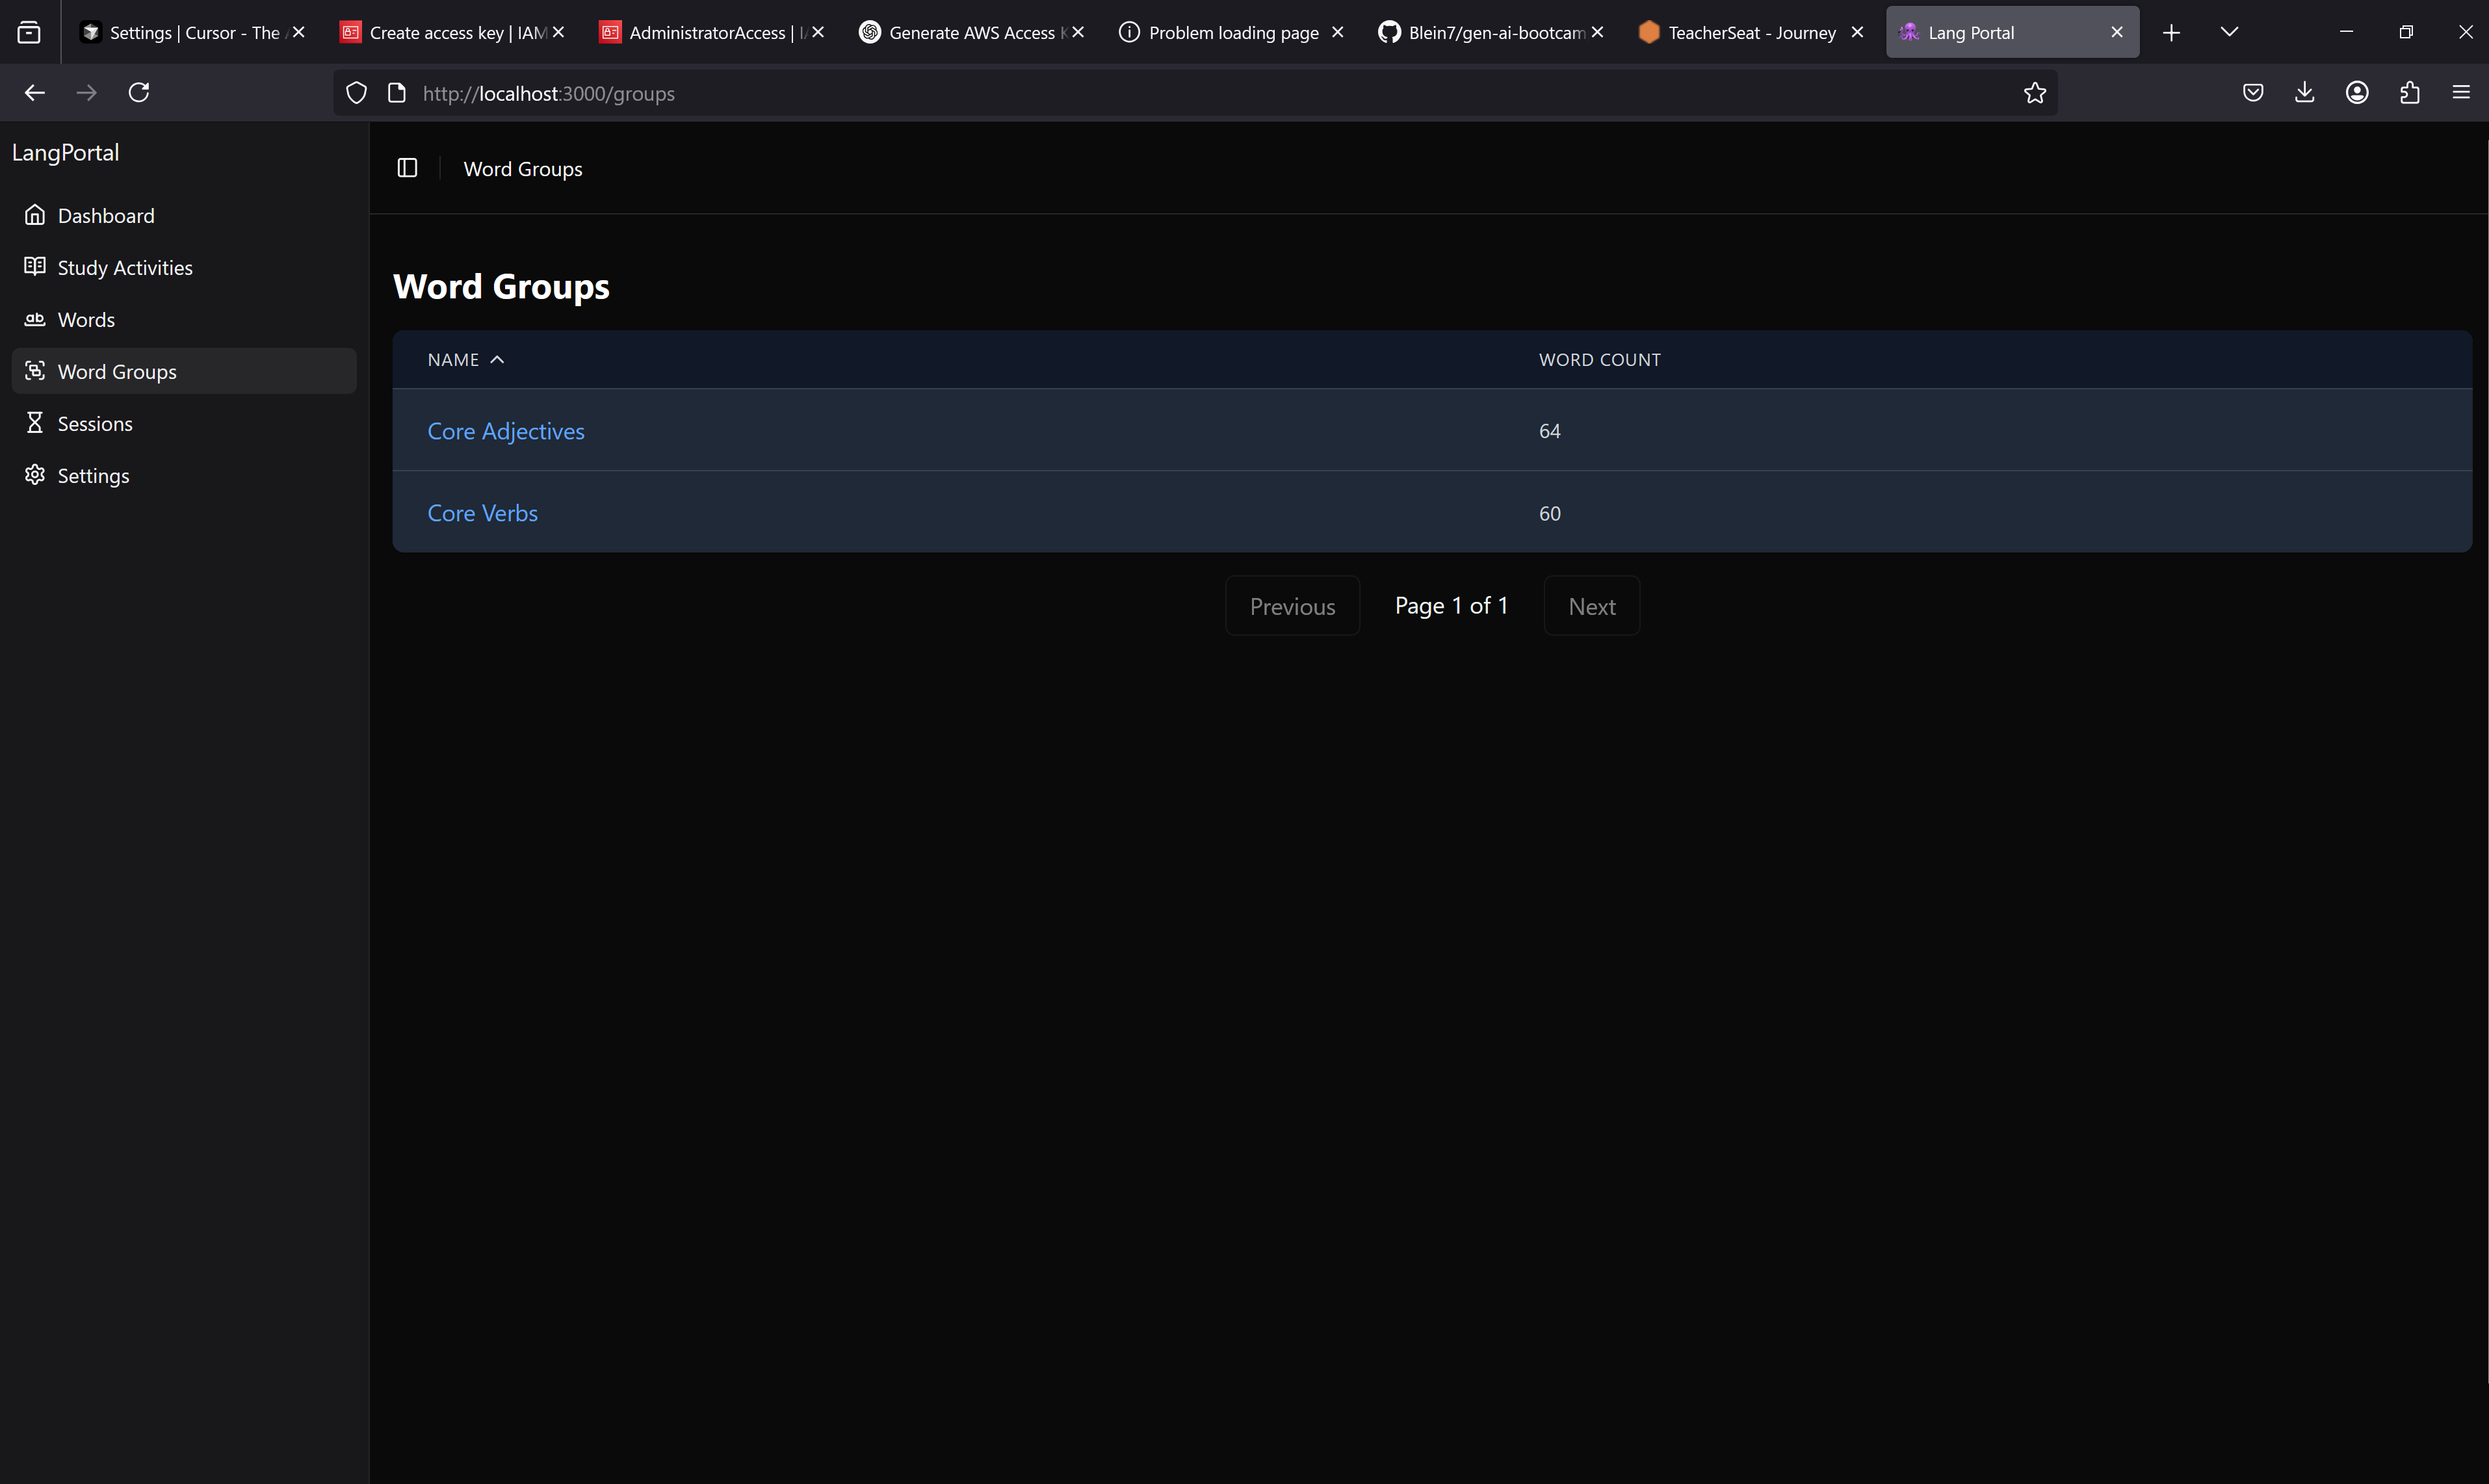 Settings | Cursor - The
Create access key | IAM
AdministratorAccess |
Generate AWS Access
Problem loading page
Blein7/gen-ai-bootcam
TeacherSeat - Journey
Lang Portal
http://localhost:3000/groups
LangPortal
Dashboard
Study Activities
ab Words
Word Groups
Sessions
Settings
Word Groups
Word Groups
NAME WORD COUNT
Core Adjectives 64
Core Verbs 60
Previous Page 1 of 1 Next